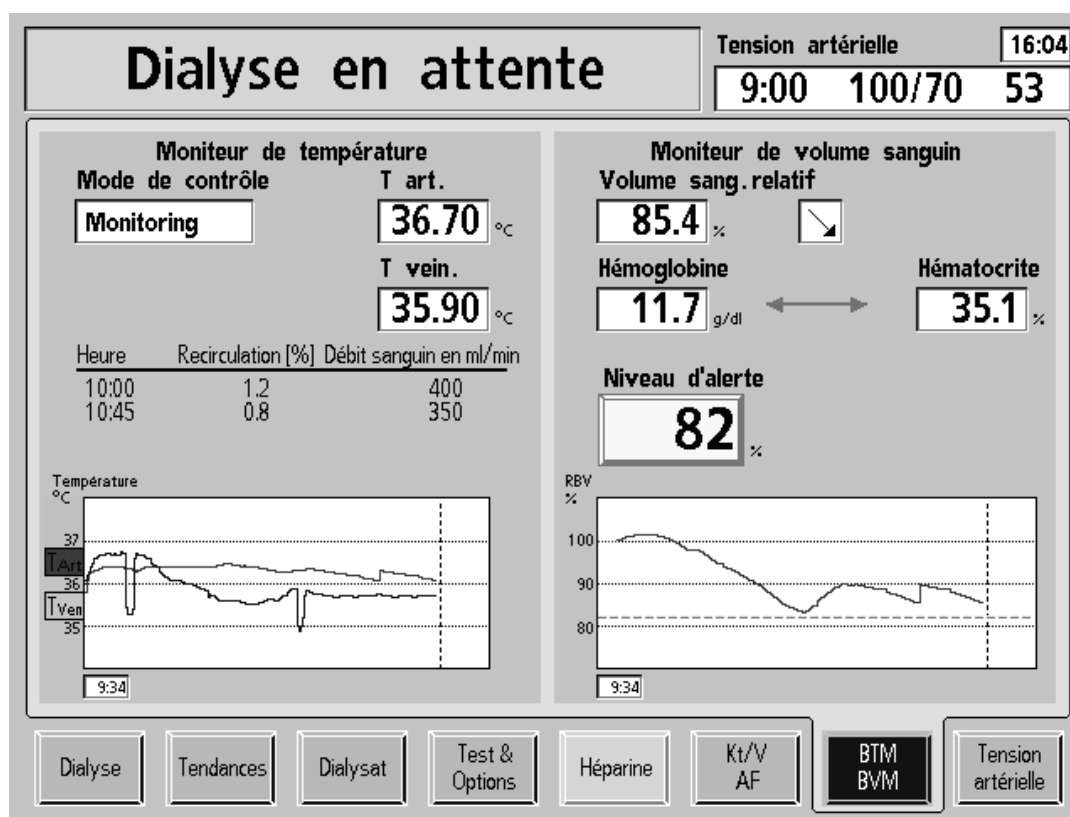 Dialyse en attente
Tension artérielle 16:04
9:00 100/70 53
Moniteur de température
Mode de contrôle T art.
Monitoring 36.70 °C
T vein.
35.90 °C
Heure Recirculation [%] Débit sanguin en ml/min
10:00 1.2 400
10:45 0.8 350
Température
°C
37
TArt
36
TVen
35
9:34
Moniteur de volume sanguin
Volume sang.relatif
85.4 %
Hémoglobine Hématocrite
11.7 g/dl 35.1 %
Niveau d'alerte
82 %
RBV
%
100
90
80
9:34
Dialyse
Tendances
Dialysat
Test &
Options
Héparine
Kt/V
AF
BTM
BVM
Tension
artérielle